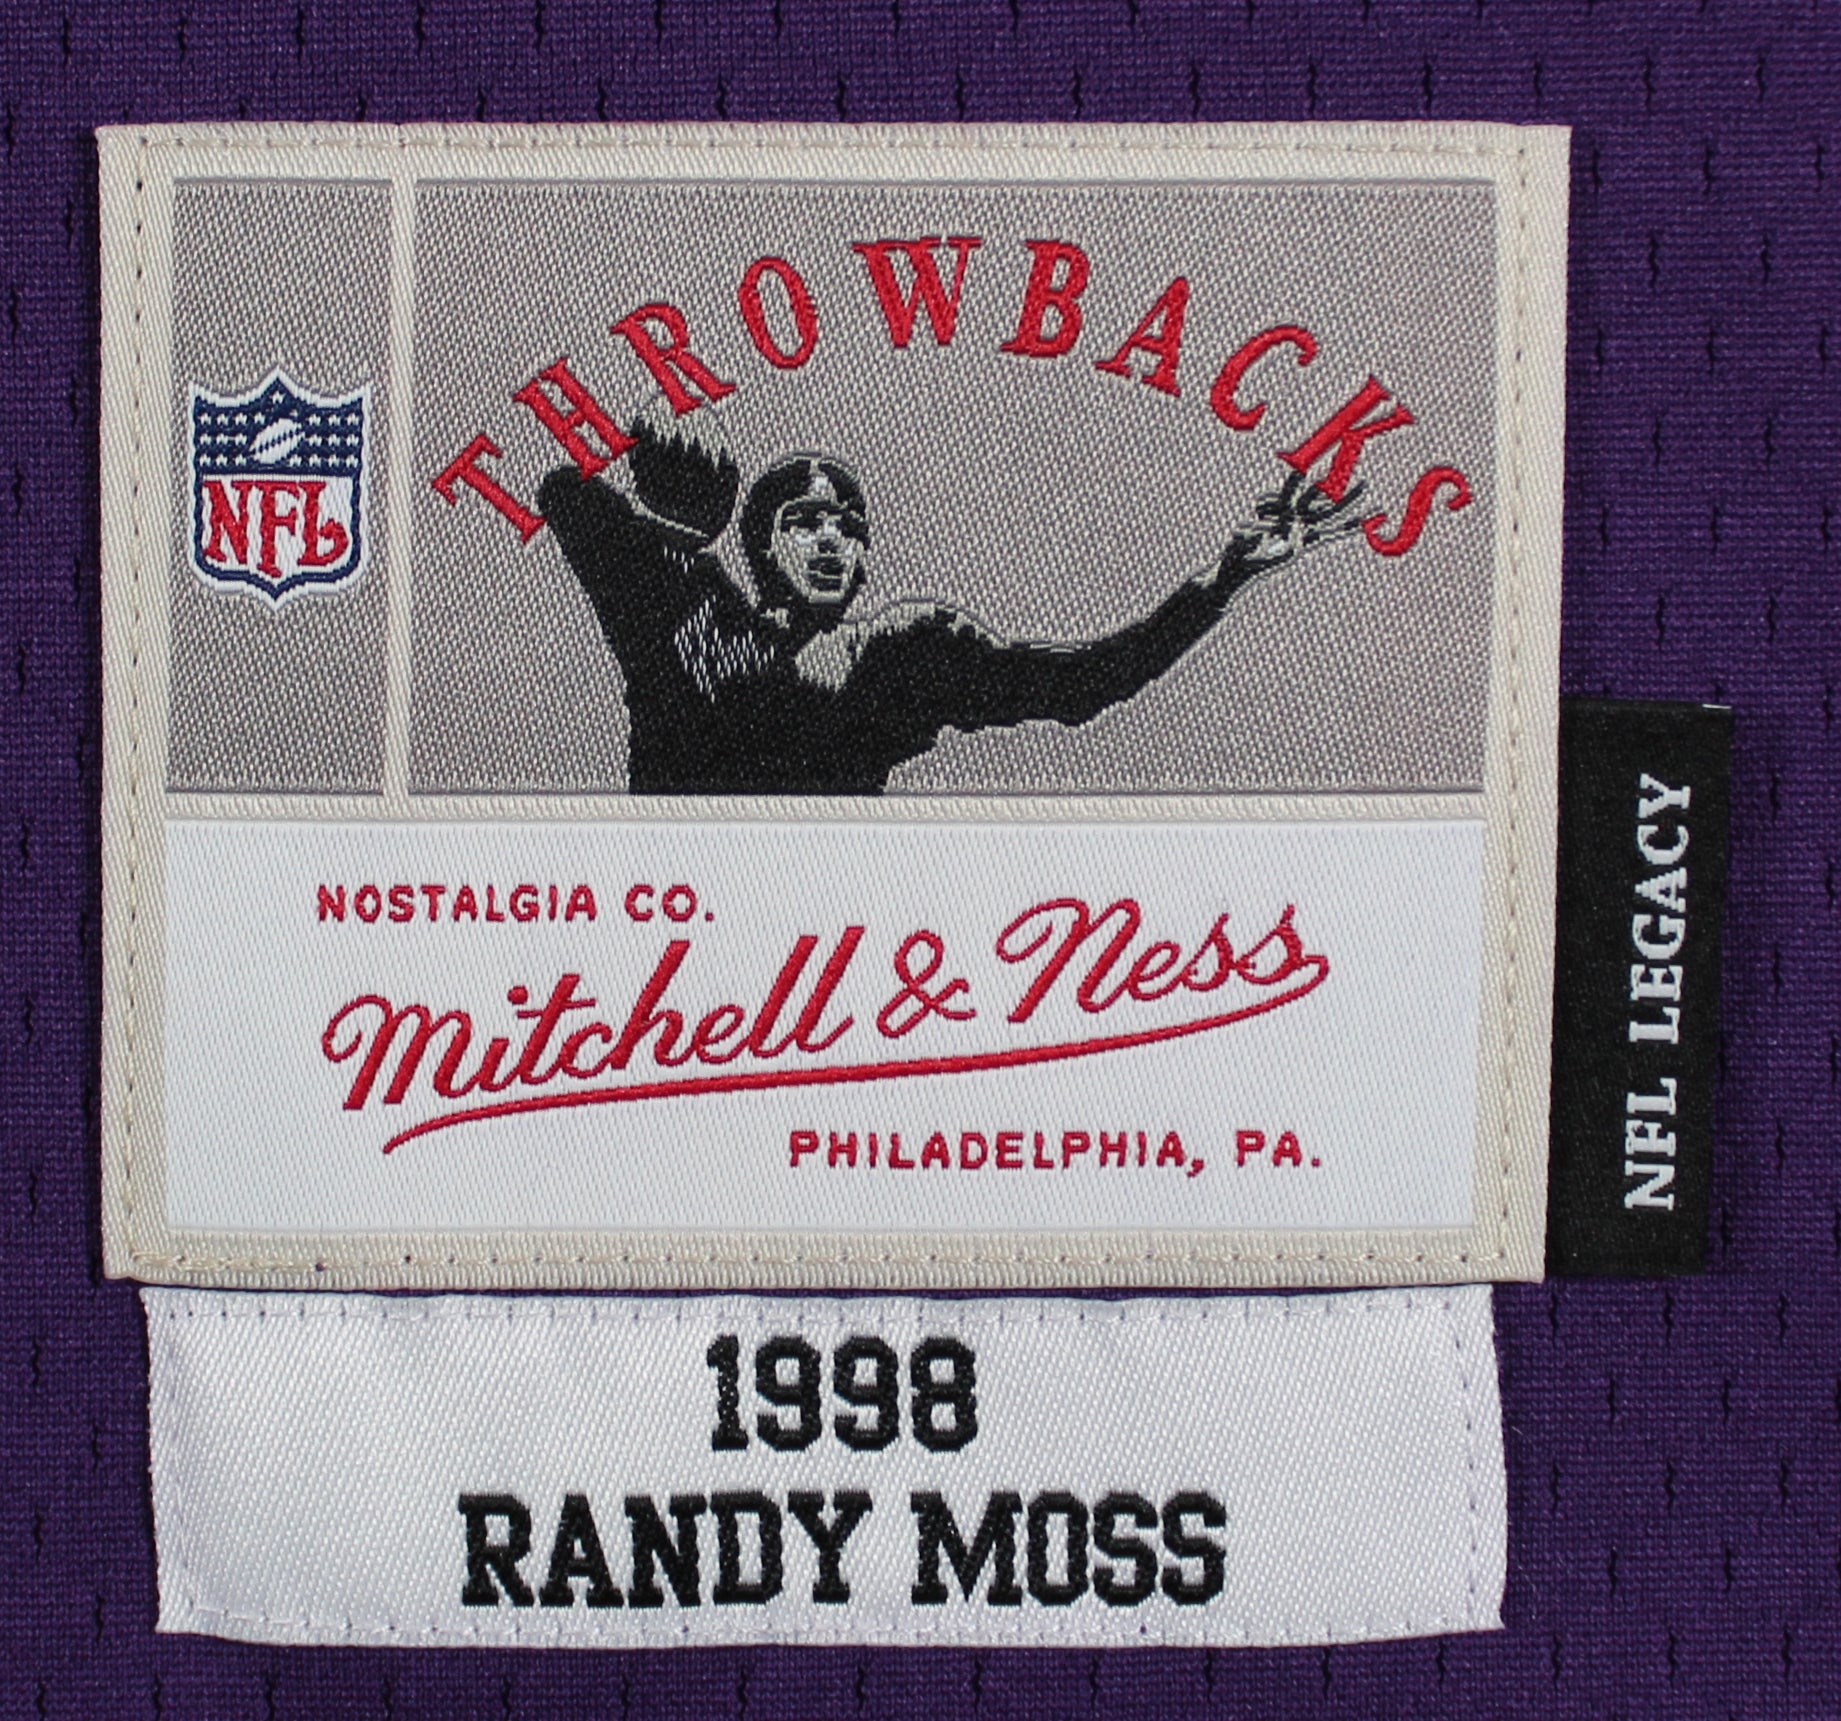 THROWBACKS
NFL
NOSTALGIA CO.
Mitchell & Ness
PHILADELPHIA, PA.
NFL LEGACY
1998
RANDY MOSS